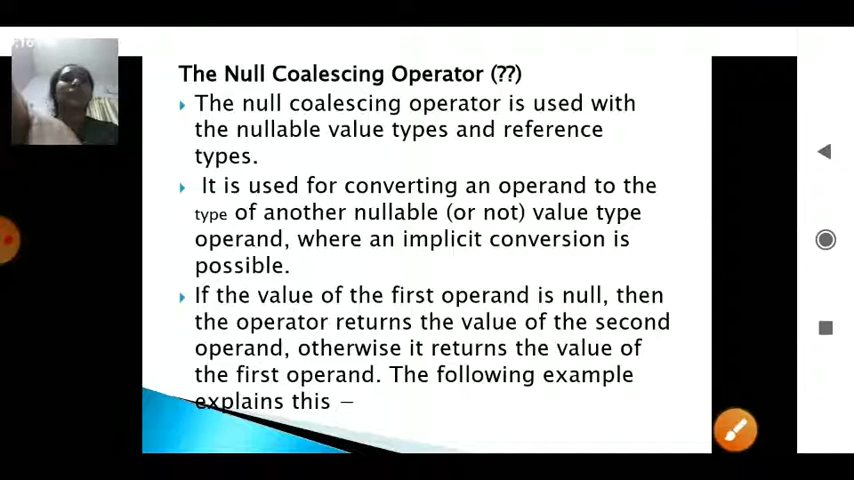 The Null Coalescing Operator (??)
The null coalescing operator is used with
the nullable value types and reference
types.
It is used for converting an operand to the
type of another nullable (or not) value type
operand, where an implicit conversion is
possible.
If the value of the first operand is null, then
the operator returns the value of the second
operand, otherwise it returns the value of
the first operand. The following example
explains this −